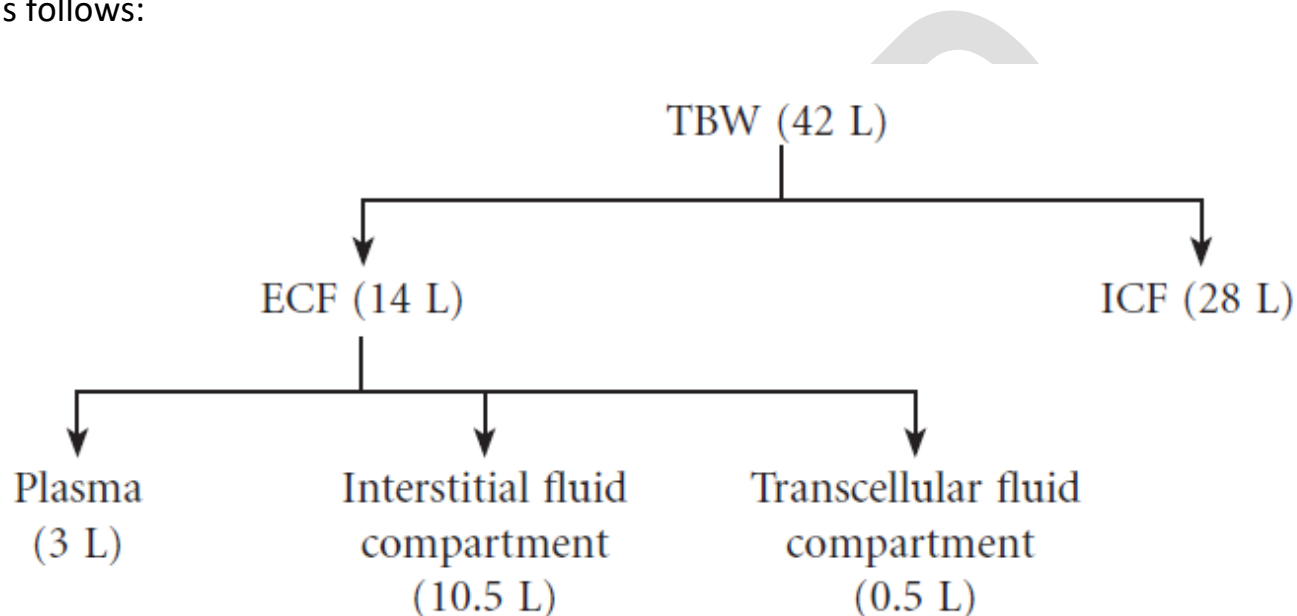 s follows:
TBW (42 L)
ECF (14 L)
ICF (28 L)
Plasma
(3 L)
Interstitial fluid
compartment
(10.5 L)
Transcellular fluid
compartment
(0.5 L)